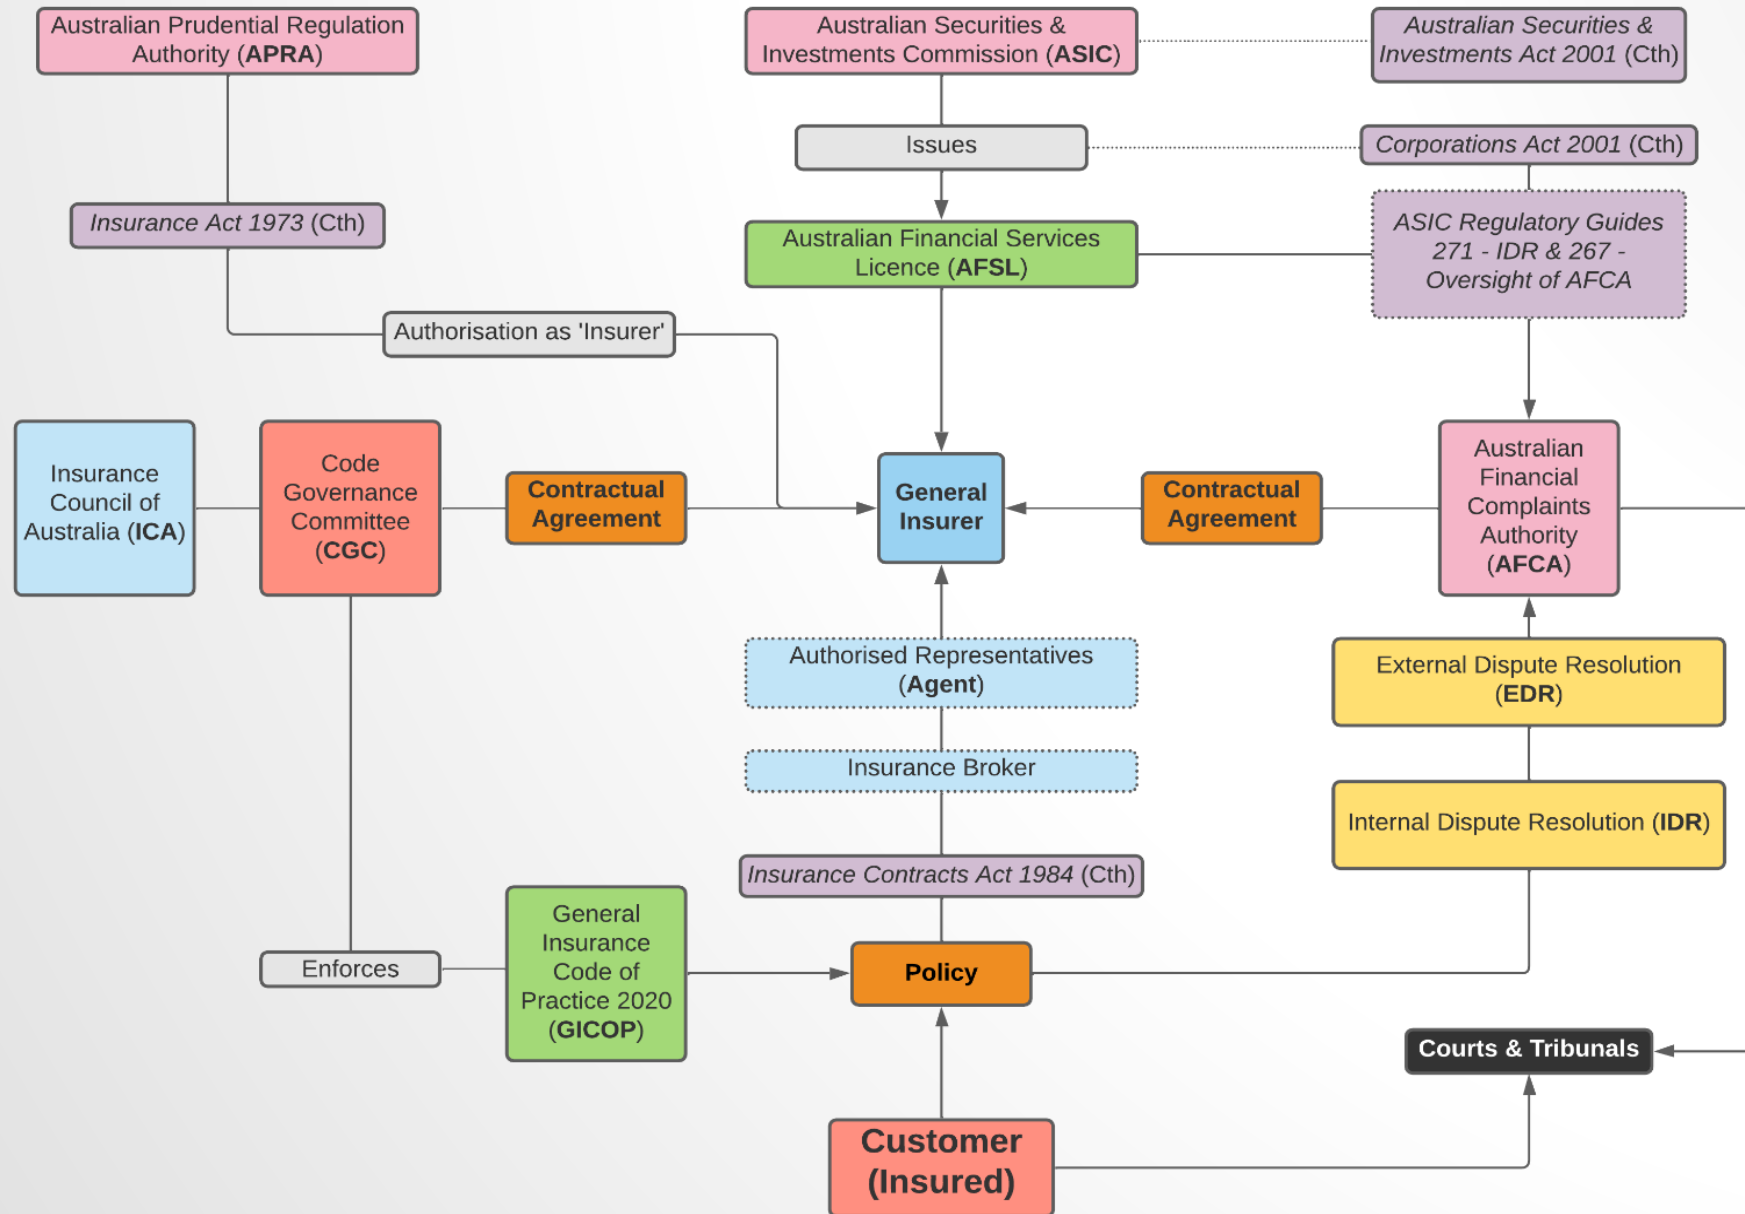 Australian Prudential Regulation
Authority (APRA)
Australian Securities &
Investments Commission (ASIC)
Australian Securities &
Investments Act 2001 (Cth)
Issues
Corporations Act 2001 (Cth)
Insurance Act 1973 (Cth)
Australian Financial Services
Licence (AFSL)
ASIC Regulatory Guides
271 - IDR & 267 -
Oversight of AFCA
Authorisation as 'Insurer'
Insurance
Council of
Australia (ICA)
Code
Governance
Committee
(CGC)
Contractual
Agreement
General
Insurer
Contractual
Agreement
Australian
Financial
Complaints
Authority
(AFCA)
Authorised Representatives
(Agent)
External Dispute Resolution
(EDR)
Insurance Broker
Internal Dispute Resolution (IDR)
Insurance Contracts Act 1984 (Cth)
Enforces
General
Insurance
Code of
Practice 2020
(GICOP)
Policy
Courts & Tribunals
Customer
(Insured)